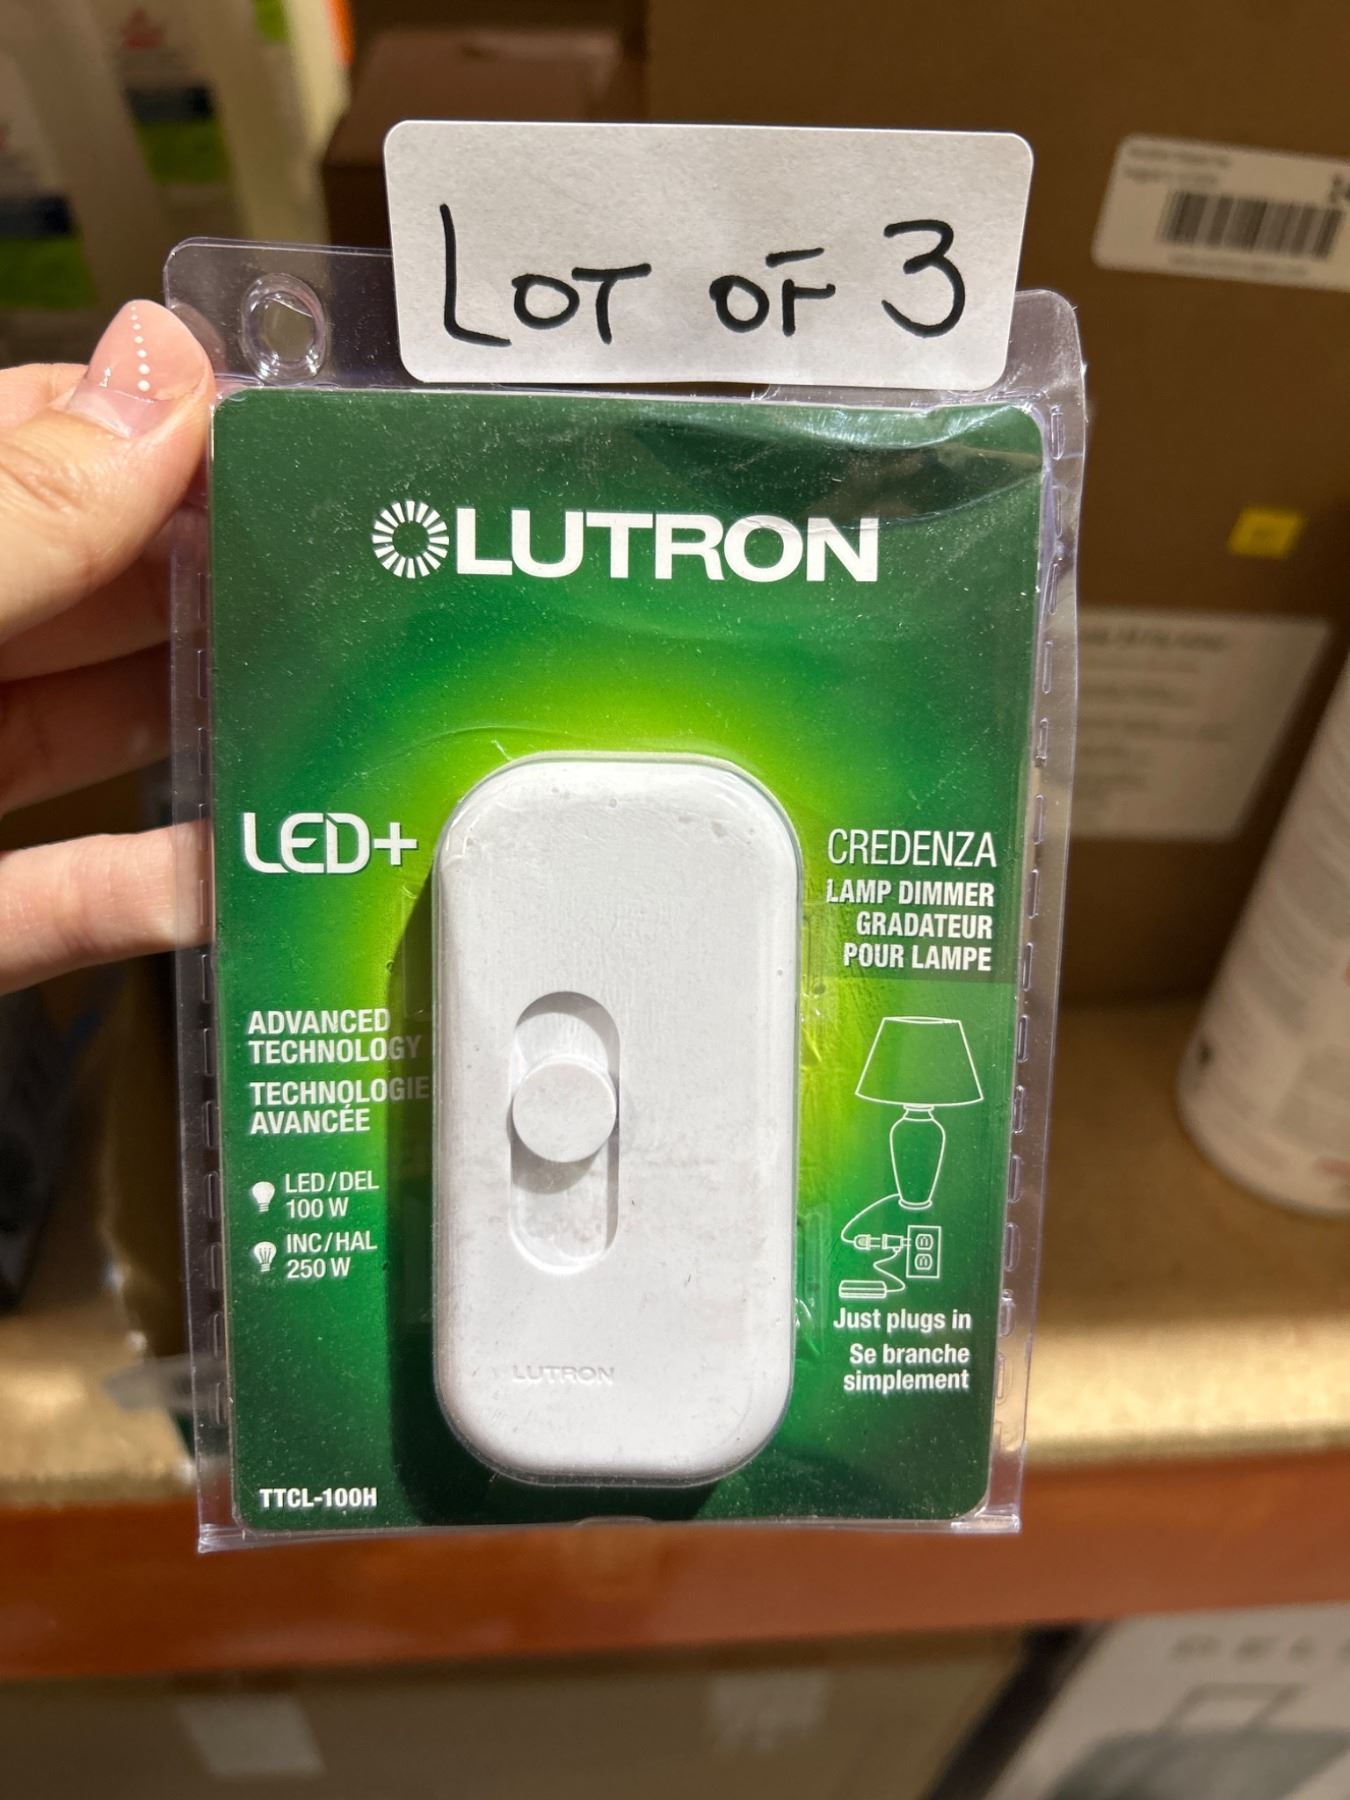 LOT OF 3
LUTRON
LED+
CREDENZA
LAMP DIMMER
GRADATEUR
POUR LAMPE
ADVANCED
TECHNOLOGY
TECHNOLOGIE
AVANCÉE
LED/DEL
100 W
INC/HAL
250 W
Just plugs in
Se branche
simplement
LUTRON
TTCL-100H